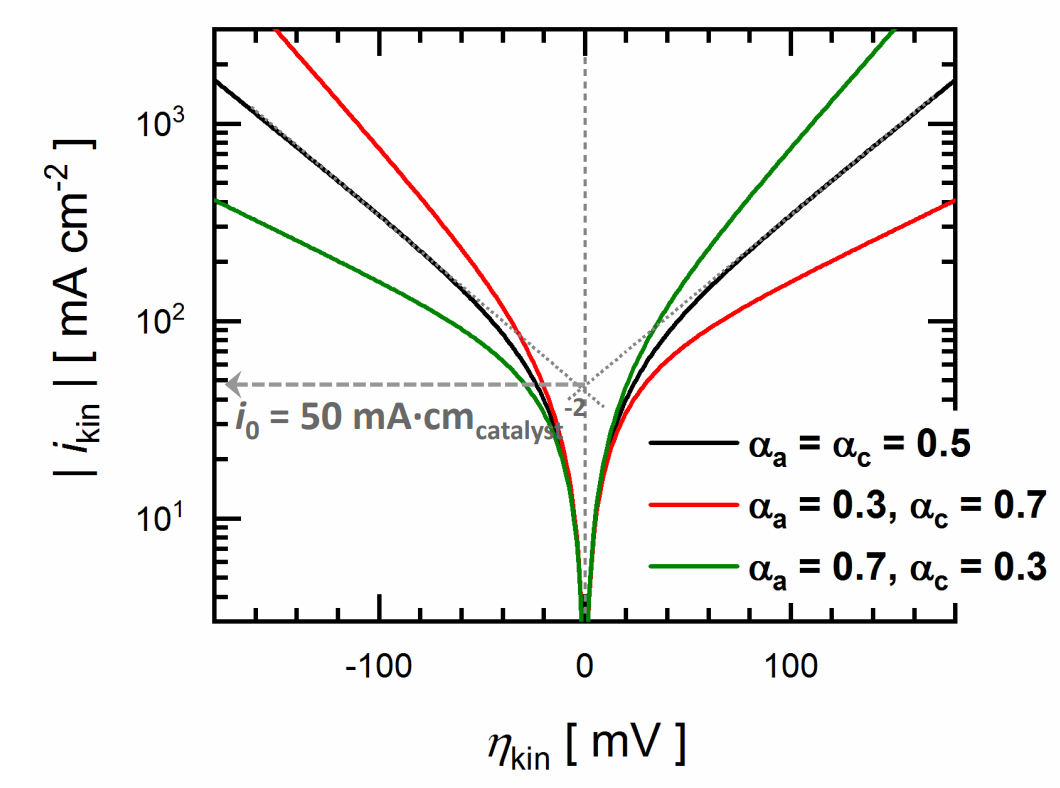 10³
10²
10¹
| i_kin | [ mA cm⁻² ]
i₀ = 50 mA·cm_catalyst⁻²
α_a = α_c = 0.5
α_a = 0.3, α_c = 0.7
α_a = 0.7, α_c = 0.3
-100 0 100
η_kin [ mV ]